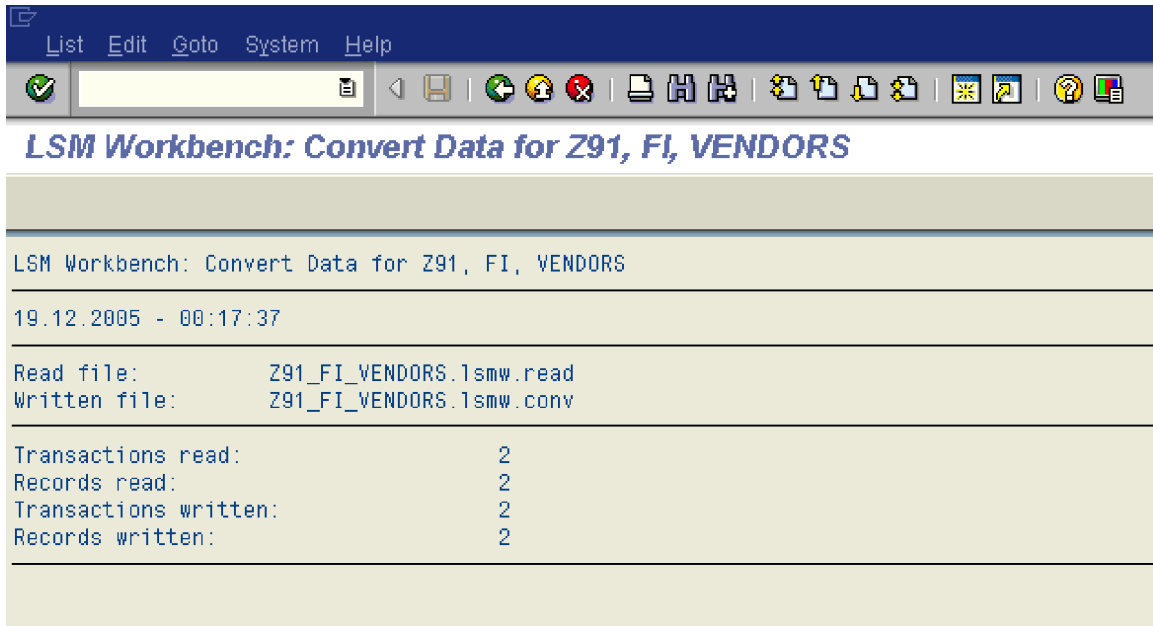 List Edit Goto System Help
LSM Workbench: Convert Data for Z91, FI, VENDORS
LSM Workbench: Convert Data for Z91, FI, VENDORS
19.12.2005 - 00:17:37
Read file: Z91_FI_VENDORS.lsmw.read
Written file: Z91_FI_VENDORS.lsmw.conv
Transactions read: 2
Records read: 2
Transactions written: 2
Records written: 2